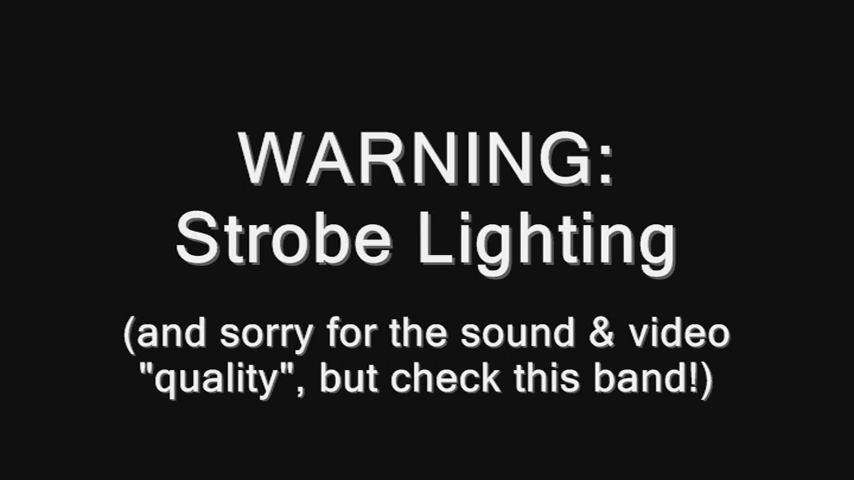 WARNING:
Strobe Lighting
(and sorry for the sound & video
"quality", but check this band!)